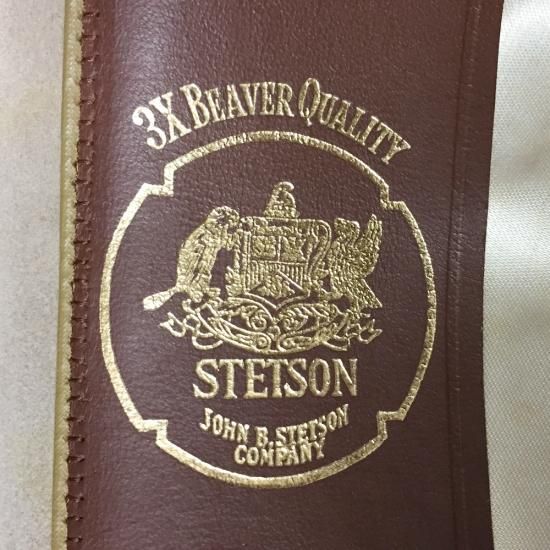 3X BEAVER QUALITY
STETSON
JOHN B. STETSON
COMPANY